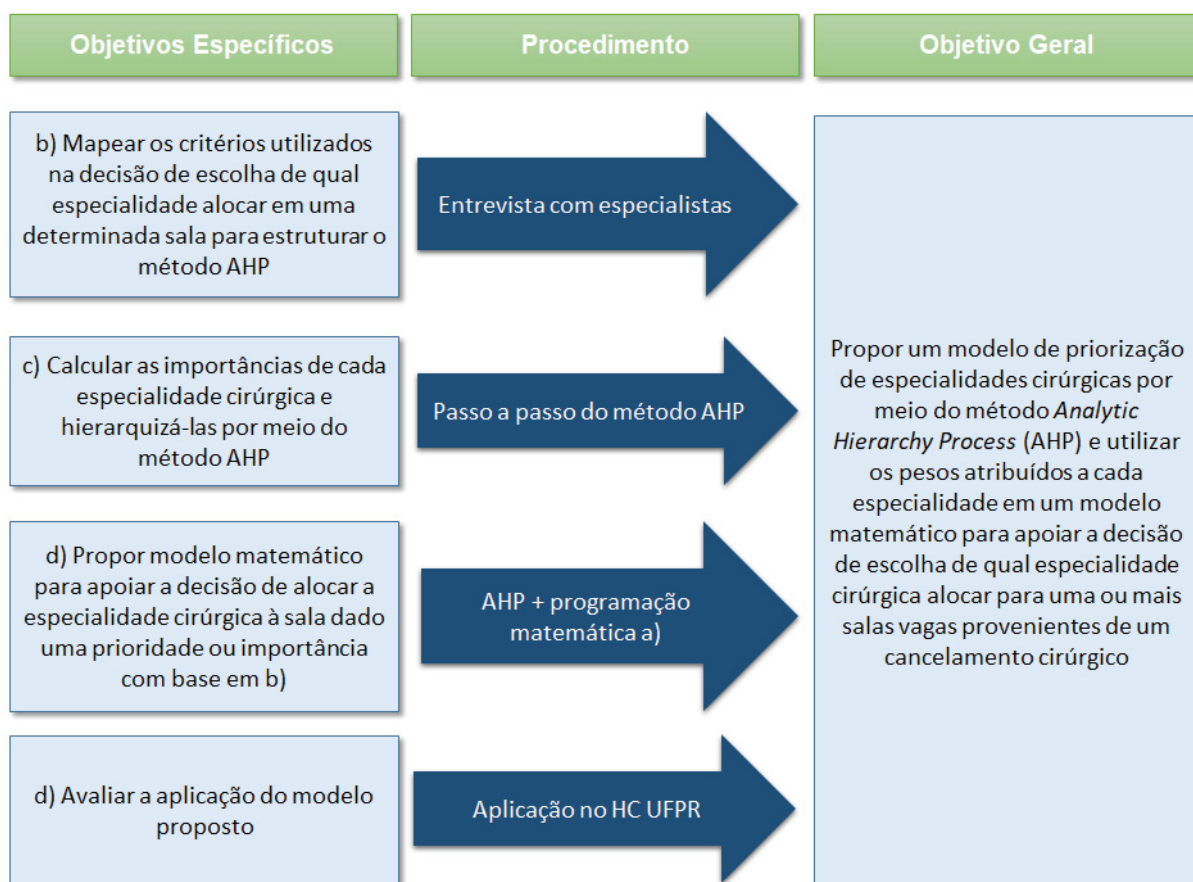 Objetivos Específicos
Procedimento
Objetivo Geral
b) Mapear os critérios utilizados
na decisão de escolha de qual
especialidade alocar em uma
determinada sala para estruturar o
método AHP
Entrevista com especialistas
c) Calcular as importâncias de cada
especialidade cirúrgica e
hierarquizá-las por meio do
método AHP
Passo a passo do método AHP
d) Propor modelo matemático
para apoiar a decisão de alocar a
especialidade cirúrgica à sala dado
uma prioridade ou importância
com base em b)
AHP + programação
matemática a)
d) Avaliar a aplicação do modelo
proposto
Aplicação no HC UFPR
Propor um modelo de priorização
de especialidades cirúrgicas por
meio do método Analytic
Hierarchy Process (AHP) e utilizar
os pesos atribuídos a cada
especialidade em um modelo
matemático para apoiar a decisão
de escolha de qual especialidade
cirúrgica alocar para uma ou mais
salas vagas provenientes de um
cancelamento cirúrgico